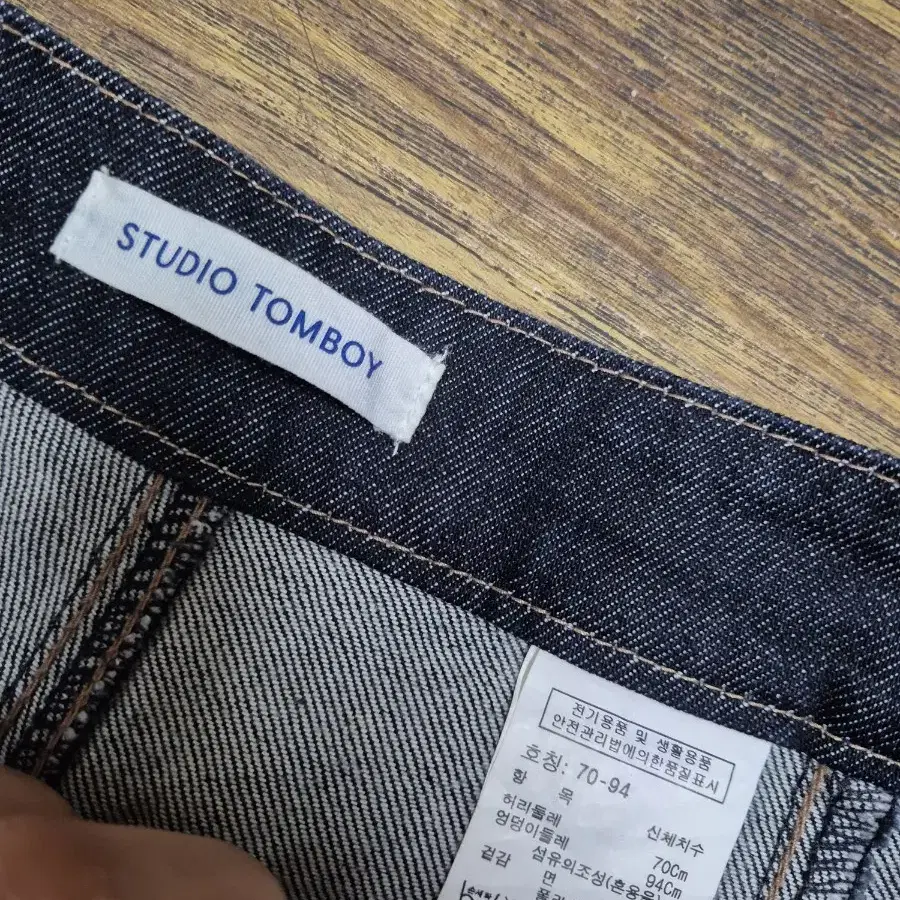 STUDIO TOMBOY
전기용품 및 생활용품
안전관리법에의한품질표시
호칭: 70-94
항 목 신체치수
허리둘레 70Cm
엉덩이둘레 94Cm
겉감 섬유의조성(혼용율)
면